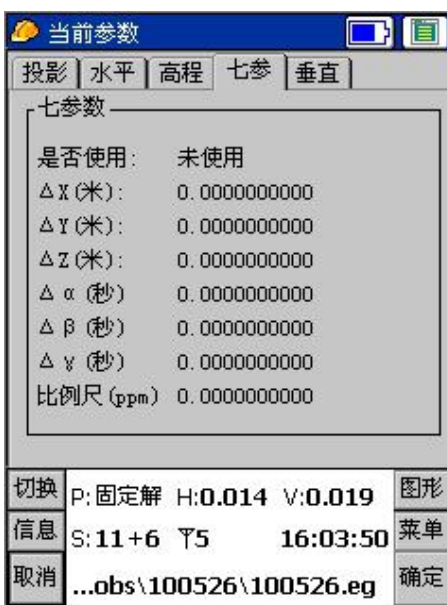 当前参数
投影 水平 高程 七参 垂直
七参数
是否使用: 未使用
ΔX(米): 0.0000000000
ΔY(米): 0.0000000000
ΔZ(米): 0.0000000000
Δα(秒) 0.0000000000
Δβ(秒) 0.0000000000
Δγ(秒) 0.0000000000
比例尺(ppm) 0.0000000000
切换 P:固定解 H:0.014 V:0.019 图形
信息 S:11+6 5 16:03:50 菜单
取消 ...obs\100526\100526.eg 确定